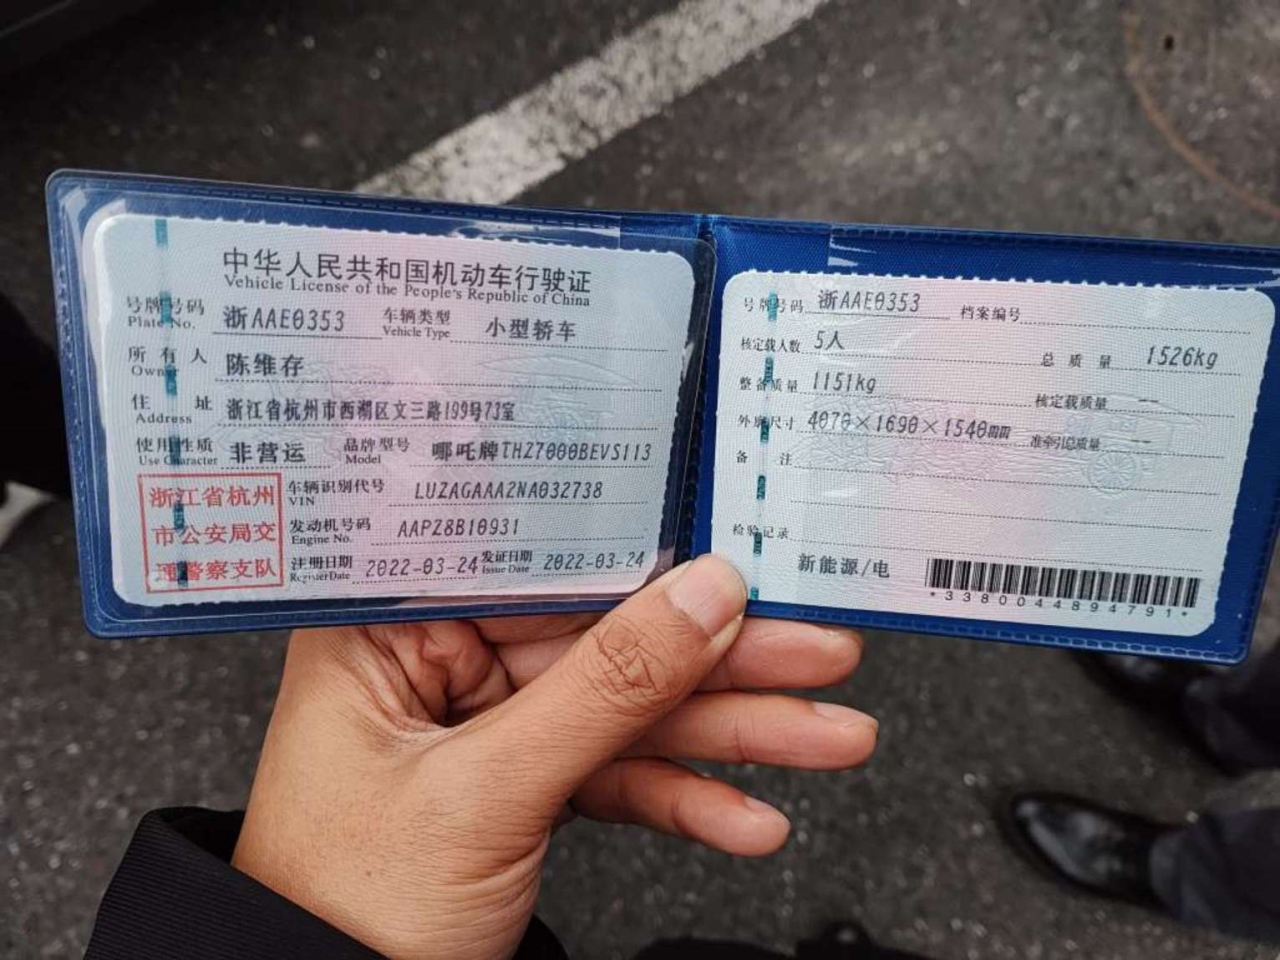 中华人民共和国机动车行驶证
Vehicle License of the People's Republic of China
号牌号码 浙AAE0353 车辆类型 小型轿车
Plate No. Vehicle Type
所有人 陈维存
Owner
住址 浙江省杭州市西湖区文三路199号73室
Address
使用性质 非营运 品牌型号 哪吒牌THZ7000BEVS113
Use Character Model
浙江省杭州
市公安局交
通警察支队
车辆识别代号 LUZAGAAA2NA032738
VIN
发动机号码 AAPZ8B10931
Engine No.
注册日期 2022-03-24 发证日期 2022-03-24
Register Date Issue Date
号牌号码 浙AAE0353 档案编号
核定载人数 5人 总质量 1526kg
整备质量 1151kg 核定载质量 --
外廓尺寸 4070×1690×1540mm 准牵引总质量 --
备注
检验记录
新能源/电
*3380044894791*